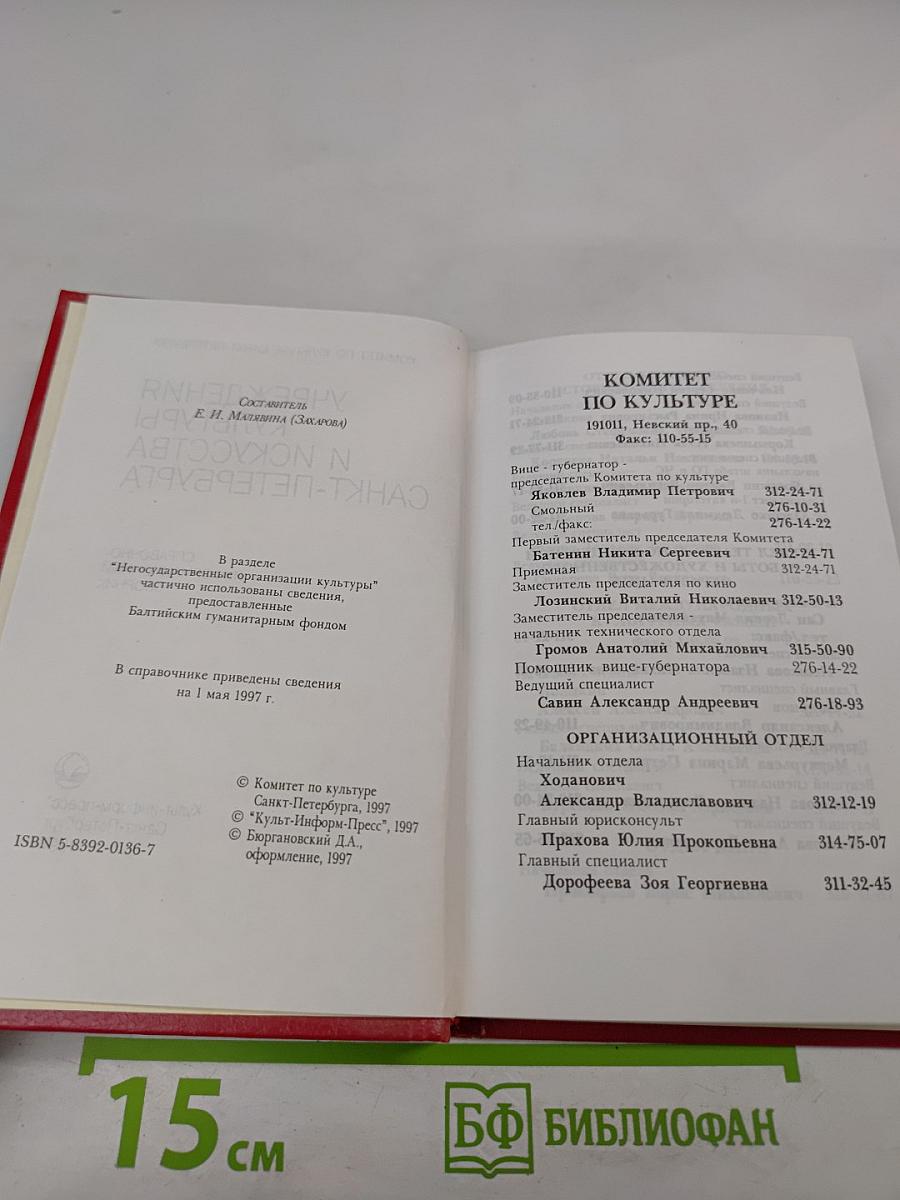 Составитель
Е. И. Малявина (Захарова)
В разделе
"Негосударственные организации культуры"
частично использованы сведения,
предоставленные
Балтийским гуманитарным фондом
В справочнике приведены сведения
на 1 мая 1997 г.
© Комитет по культуре
Санкт-Петербурга, 1997
© "Культ-Информ-Пресс", 1997
© Бюргановский Д.А.,
оформление, 1997
ISBN 5-8392-0136-7
КОМИТЕТ
ПО КУЛЬТУРЕ
191011, Невский пр., 40
Факс: 110-55-15
Вице - губернатор -
председатель Комитета по культуре
Яковлев Владимир Петрович 312-24-71
Смольный 276-10-31
тел./факс: 276-14-22
Первый заместитель председателя Комитета
Батенин Никита Сергеевич 312-24-71
Приемная 312-24-71
Заместитель председателя по кино
Лозинский Виталий Николаевич 312-50-13
Заместитель председателя -
начальник технического отдела
Громов Анатолий Михайлович 315-50-90
Помощник вице-губернатора 276-14-22
Ведущий специалист
Савин Александр Андреевич 276-18-93
ОРГАНИЗАЦИОННЫЙ ОТДЕЛ
Начальник отдела
Ходанович
Александр Владиславович 312-12-19
Главный юрисконсульт
Прахова Юлия Прокопьевна 314-75-07
Главный специалист
Дорофеева Зоя Георгиевна 311-32-45
15 см
БФ БИБЛИОФАН